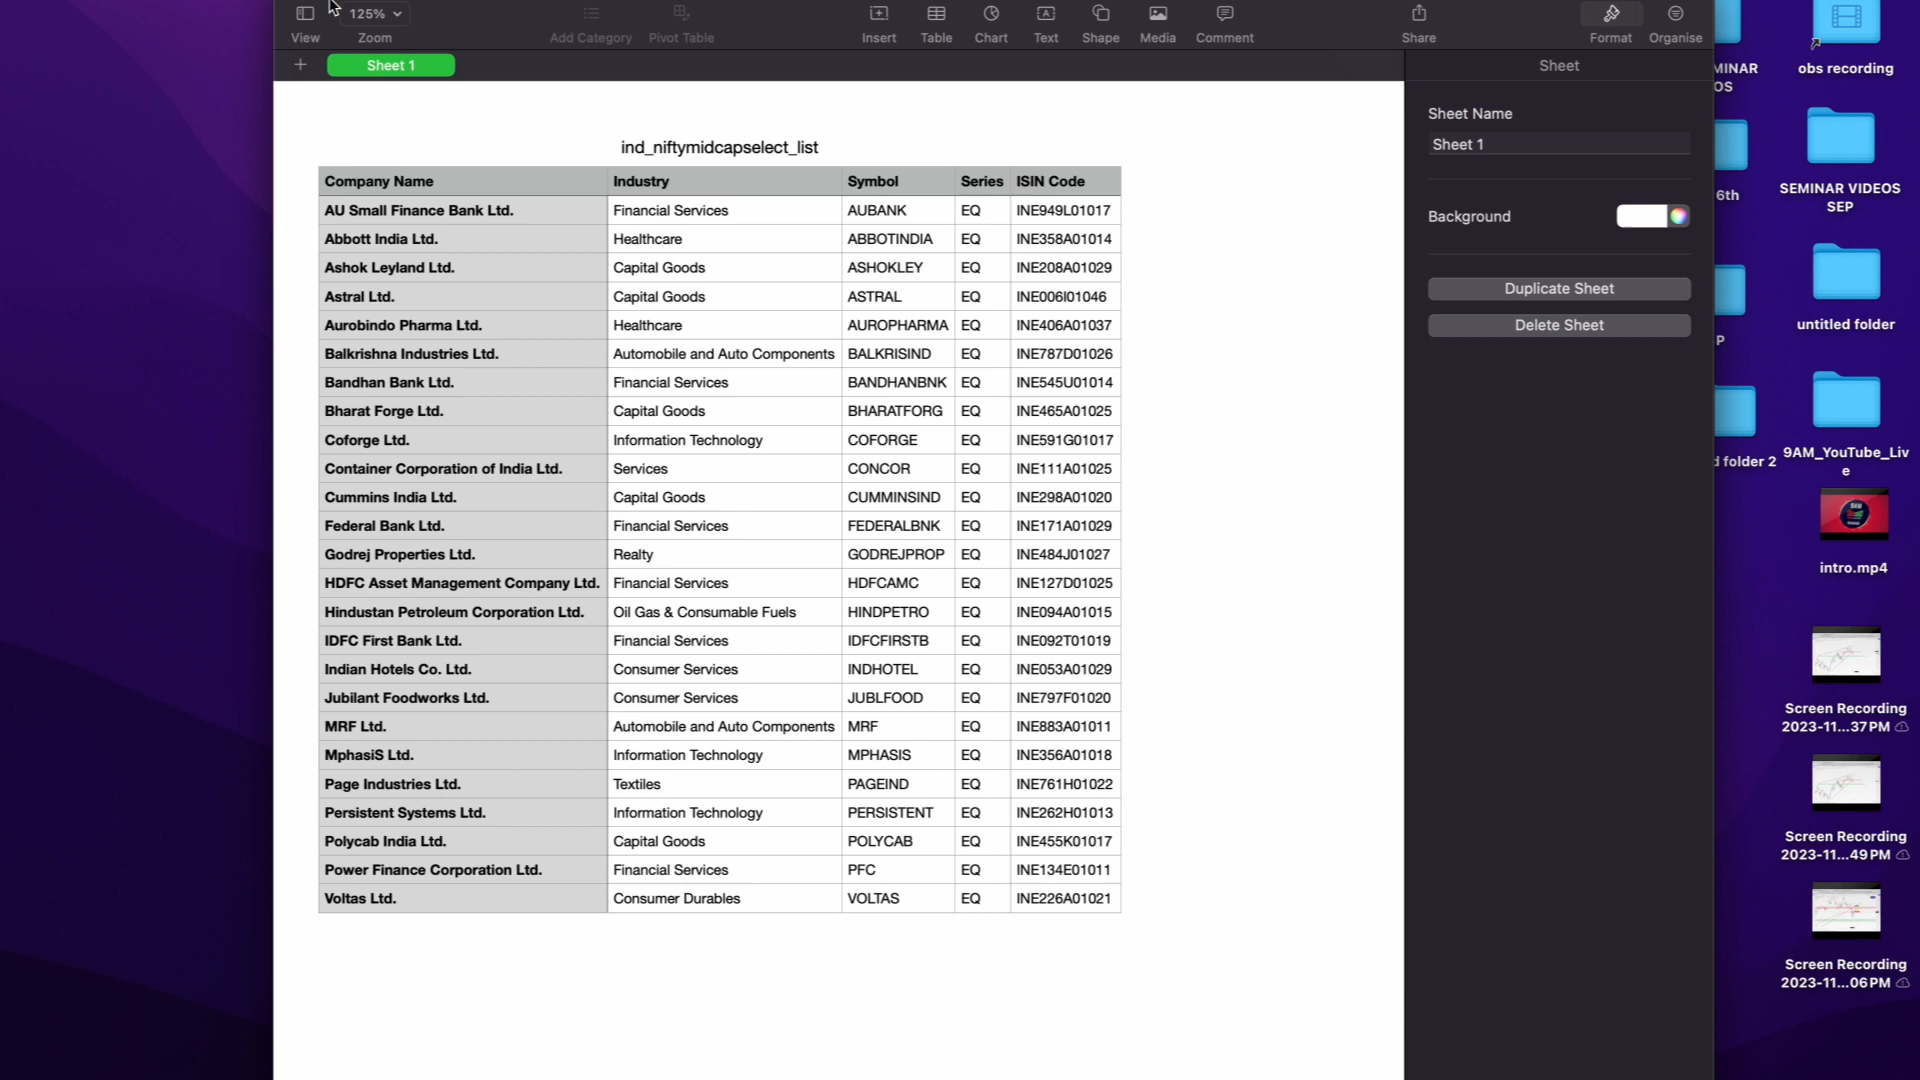 125%
View
Zoom
Add Category
Pivot Table
Insert
Table
Chart
Text
Shape
Media
Comment
Share
Format
Organise
Sheet 1
ind_niftymidcapselect_list
Company Name Industry Symbol Series ISIN Code
AU Small Finance Bank Ltd. Financial Services AUBANK EQ INE949L01017
Abbott India Ltd. Healthcare ABBOTINDIA EQ INE358A01014
Ashok Leyland Ltd. Capital Goods ASHOKLEY EQ INE208A01029
Astral Ltd. Capital Goods ASTRAL EQ INE006I01046
Aurobindo Pharma Ltd. Healthcare AUROPHARMA EQ INE406A01037
Balkrishna Industries Ltd. Automobile and Auto Components BALKRISIND EQ INE787D01026
Bandhan Bank Ltd. Financial Services BANDHANBNK EQ INE545U01014
Bharat Forge Ltd. Capital Goods BHARATFORG EQ INE465A01025
Coforge Ltd. Information Technology COFORGE EQ INE591G01017
Container Corporation of India Ltd. Services CONCOR EQ INE111A01025
Cummins India Ltd. Capital Goods CUMMINSIND EQ INE298A01020
Federal Bank Ltd. Financial Services FEDERALBNK EQ INE171A01029
Godrej Properties Ltd. Realty GODREJPROP EQ INE484J01027
HDFC Asset Management Company Ltd. Financial Services HDFCAMC EQ INE127D01025
Hindustan Petroleum Corporation Ltd. Oil Gas & Consumable Fuels HINDPETRO EQ INE094A01015
IDFC First Bank Ltd. Financial Services IDFCFIRSTB EQ INE092T01019
Indian Hotels Co. Ltd. Consumer Services INDHOTEL EQ INE053A01029
Jubilant Foodworks Ltd. Consumer Services JUBLFOOD EQ INE797F01020
MRF Ltd. Automobile and Auto Components MRF EQ INE883A01011
MphasiS Ltd. Information Technology MPHASIS EQ INE356A01018
Page Industries Ltd. Textiles PAGEIND EQ INE761H01022
Persistent Systems Ltd. Information Technology PERSISTENT EQ INE262H01013
Polycab India Ltd. Capital Goods POLYCAB EQ INE455K01017
Power Finance Corporation Ltd. Financial Services PFC EQ INE134E01011
Voltas Ltd. Consumer Durables VOLTAS EQ INE226A01021
Sheet
Sheet Name
Sheet 1
Background
Duplicate Sheet
Delete Sheet
MINAR
OS
6th
P
d folder 2
obs recording
SEMINAR VIDEOS
SEP
untitled folder
9AM_YouTube_Liv
e
intro.mp4
Screen Recording
2023-11...37 PM
Screen Recording
2023-11...49 PM
Screen Recording
2023-11...06 PM